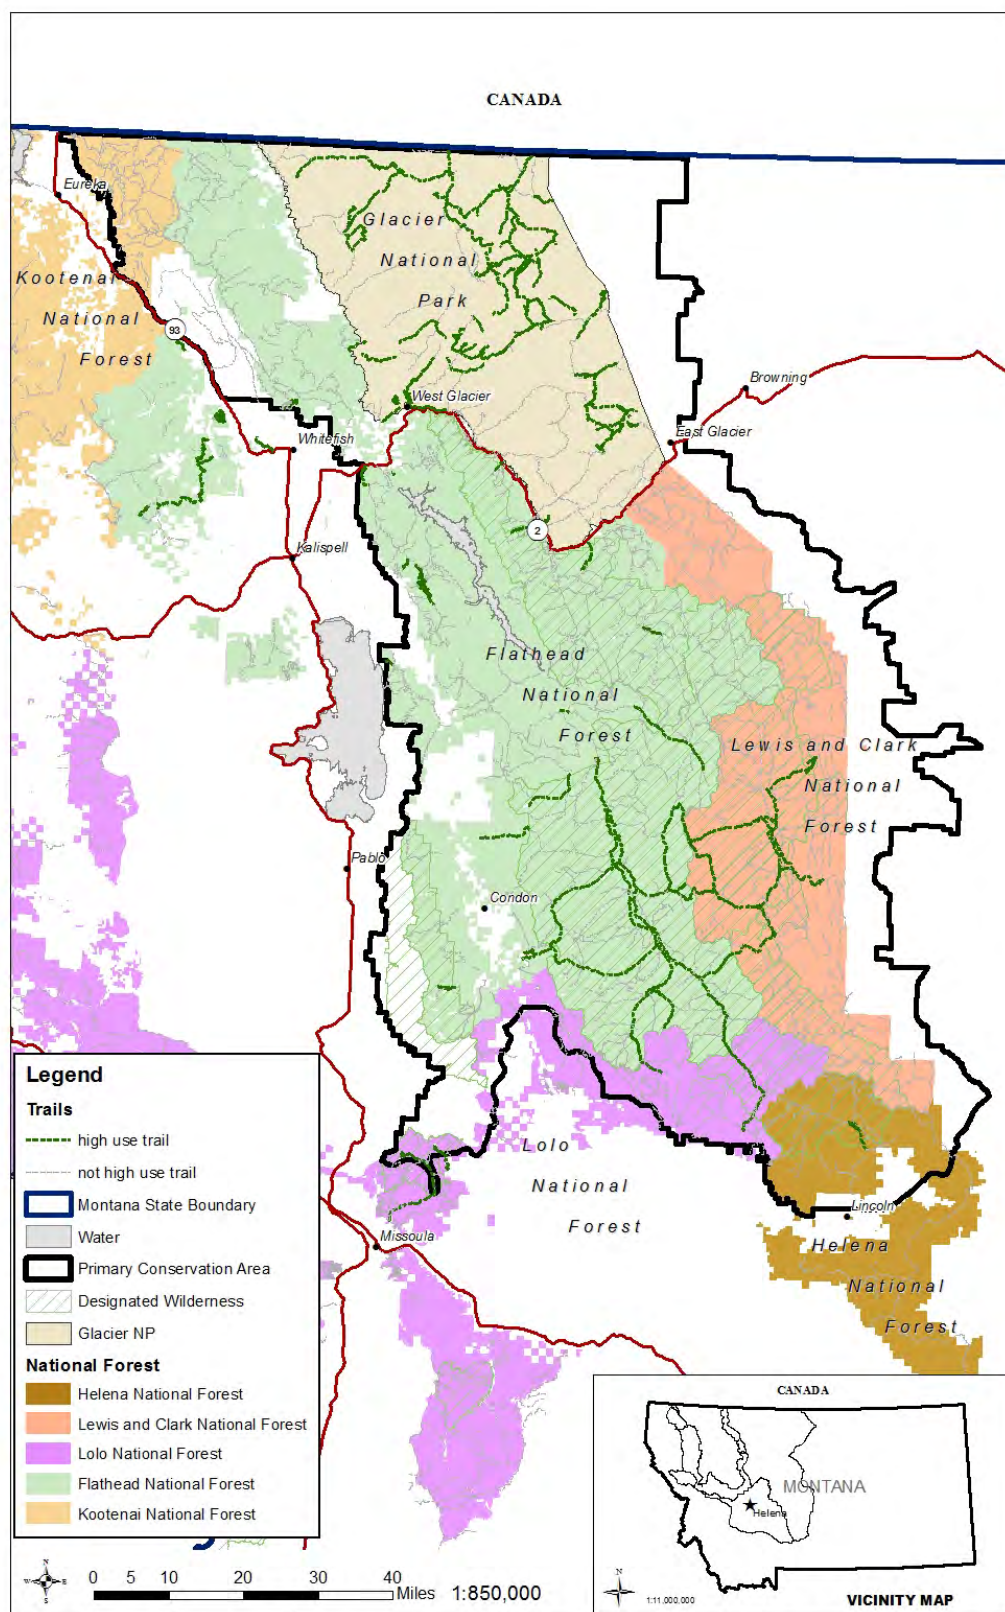 CANADA
Eureka
Glacier
National
Park
Kootenai
National
Forest
93
West Glacier
Browning
East Glacier
Whitefish
2
Kalispell
Flathead
National
Forest
Lewis and Clark
National
Forest
Pablo
Condon
Lolo
National
Forest
Lincoln
Missoula
Helena
National
Forest
Legend
Trails
high use trail
not high use trail
Montana State Boundary
Water
Primary Conservation Area
Designated Wilderness
Glacier NP
National Forest
Helena National Forest
Lewis and Clark National Forest
Lolo National Forest
Flathead National Forest
Kootenai National Forest
N
W E
S
0 5 10 20 30 40
Miles 1:850,000
CANADA
MONTANA
Helena
N
S
1:11,000,000
VICINITY MAP